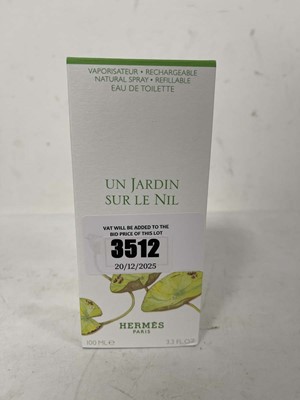 VAPORISATEUR • RECHARGEABLE
NATURAL SPRAY • REFILLABLE
EAU DE TOILETTE
UN JARDIN
SUR LE NIL
VAT WILL BE ADDED TO THE
BID PRICE OF THIS LOT
3512
20/12/2025
HERMÈS
PARIS
100 ML ℮ 3.3 FL.OZ